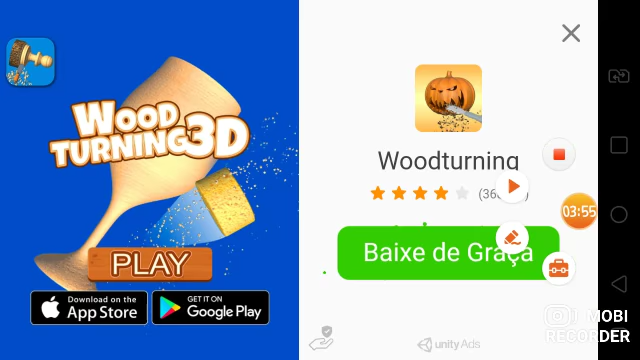 WOOD
TURNING 3D
PLAY
Download on the
App Store
GET IT ON
Google Play
Woodturning
Baixe de Graça
unity Ads
03:55
MOBI
RECORDER